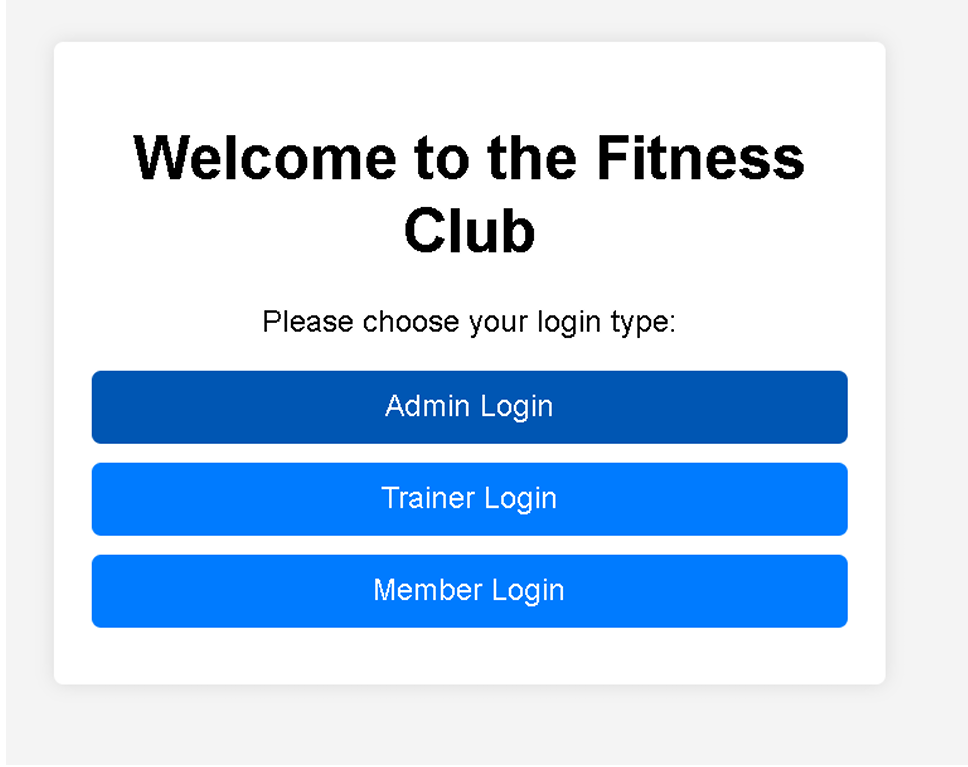 Welcome to the Fitness
Club
Please choose your login type:
Admin Login
Trainer Login
Member Login